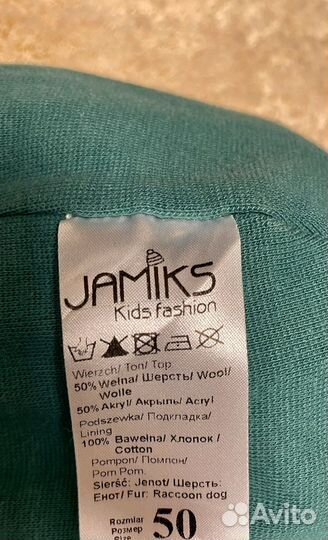 JAMIKS
Kids fashion
Wierzch/ Топ/ Top
50% Wełna/ Шерсть/ Wool/
Wolle
50% Akryl/ Акрилъ/ Acryl
Podszewka/ Подкладка/
Lining
100% Bawełna/ Хлопок /
Cotton
Pompon/ Помпон/
Pom Pom.
Sierść: Jenot/ Шерсть:
Енот/ Fur: Raccoon dog
Rozmiar
Размер
Size
50
Avito